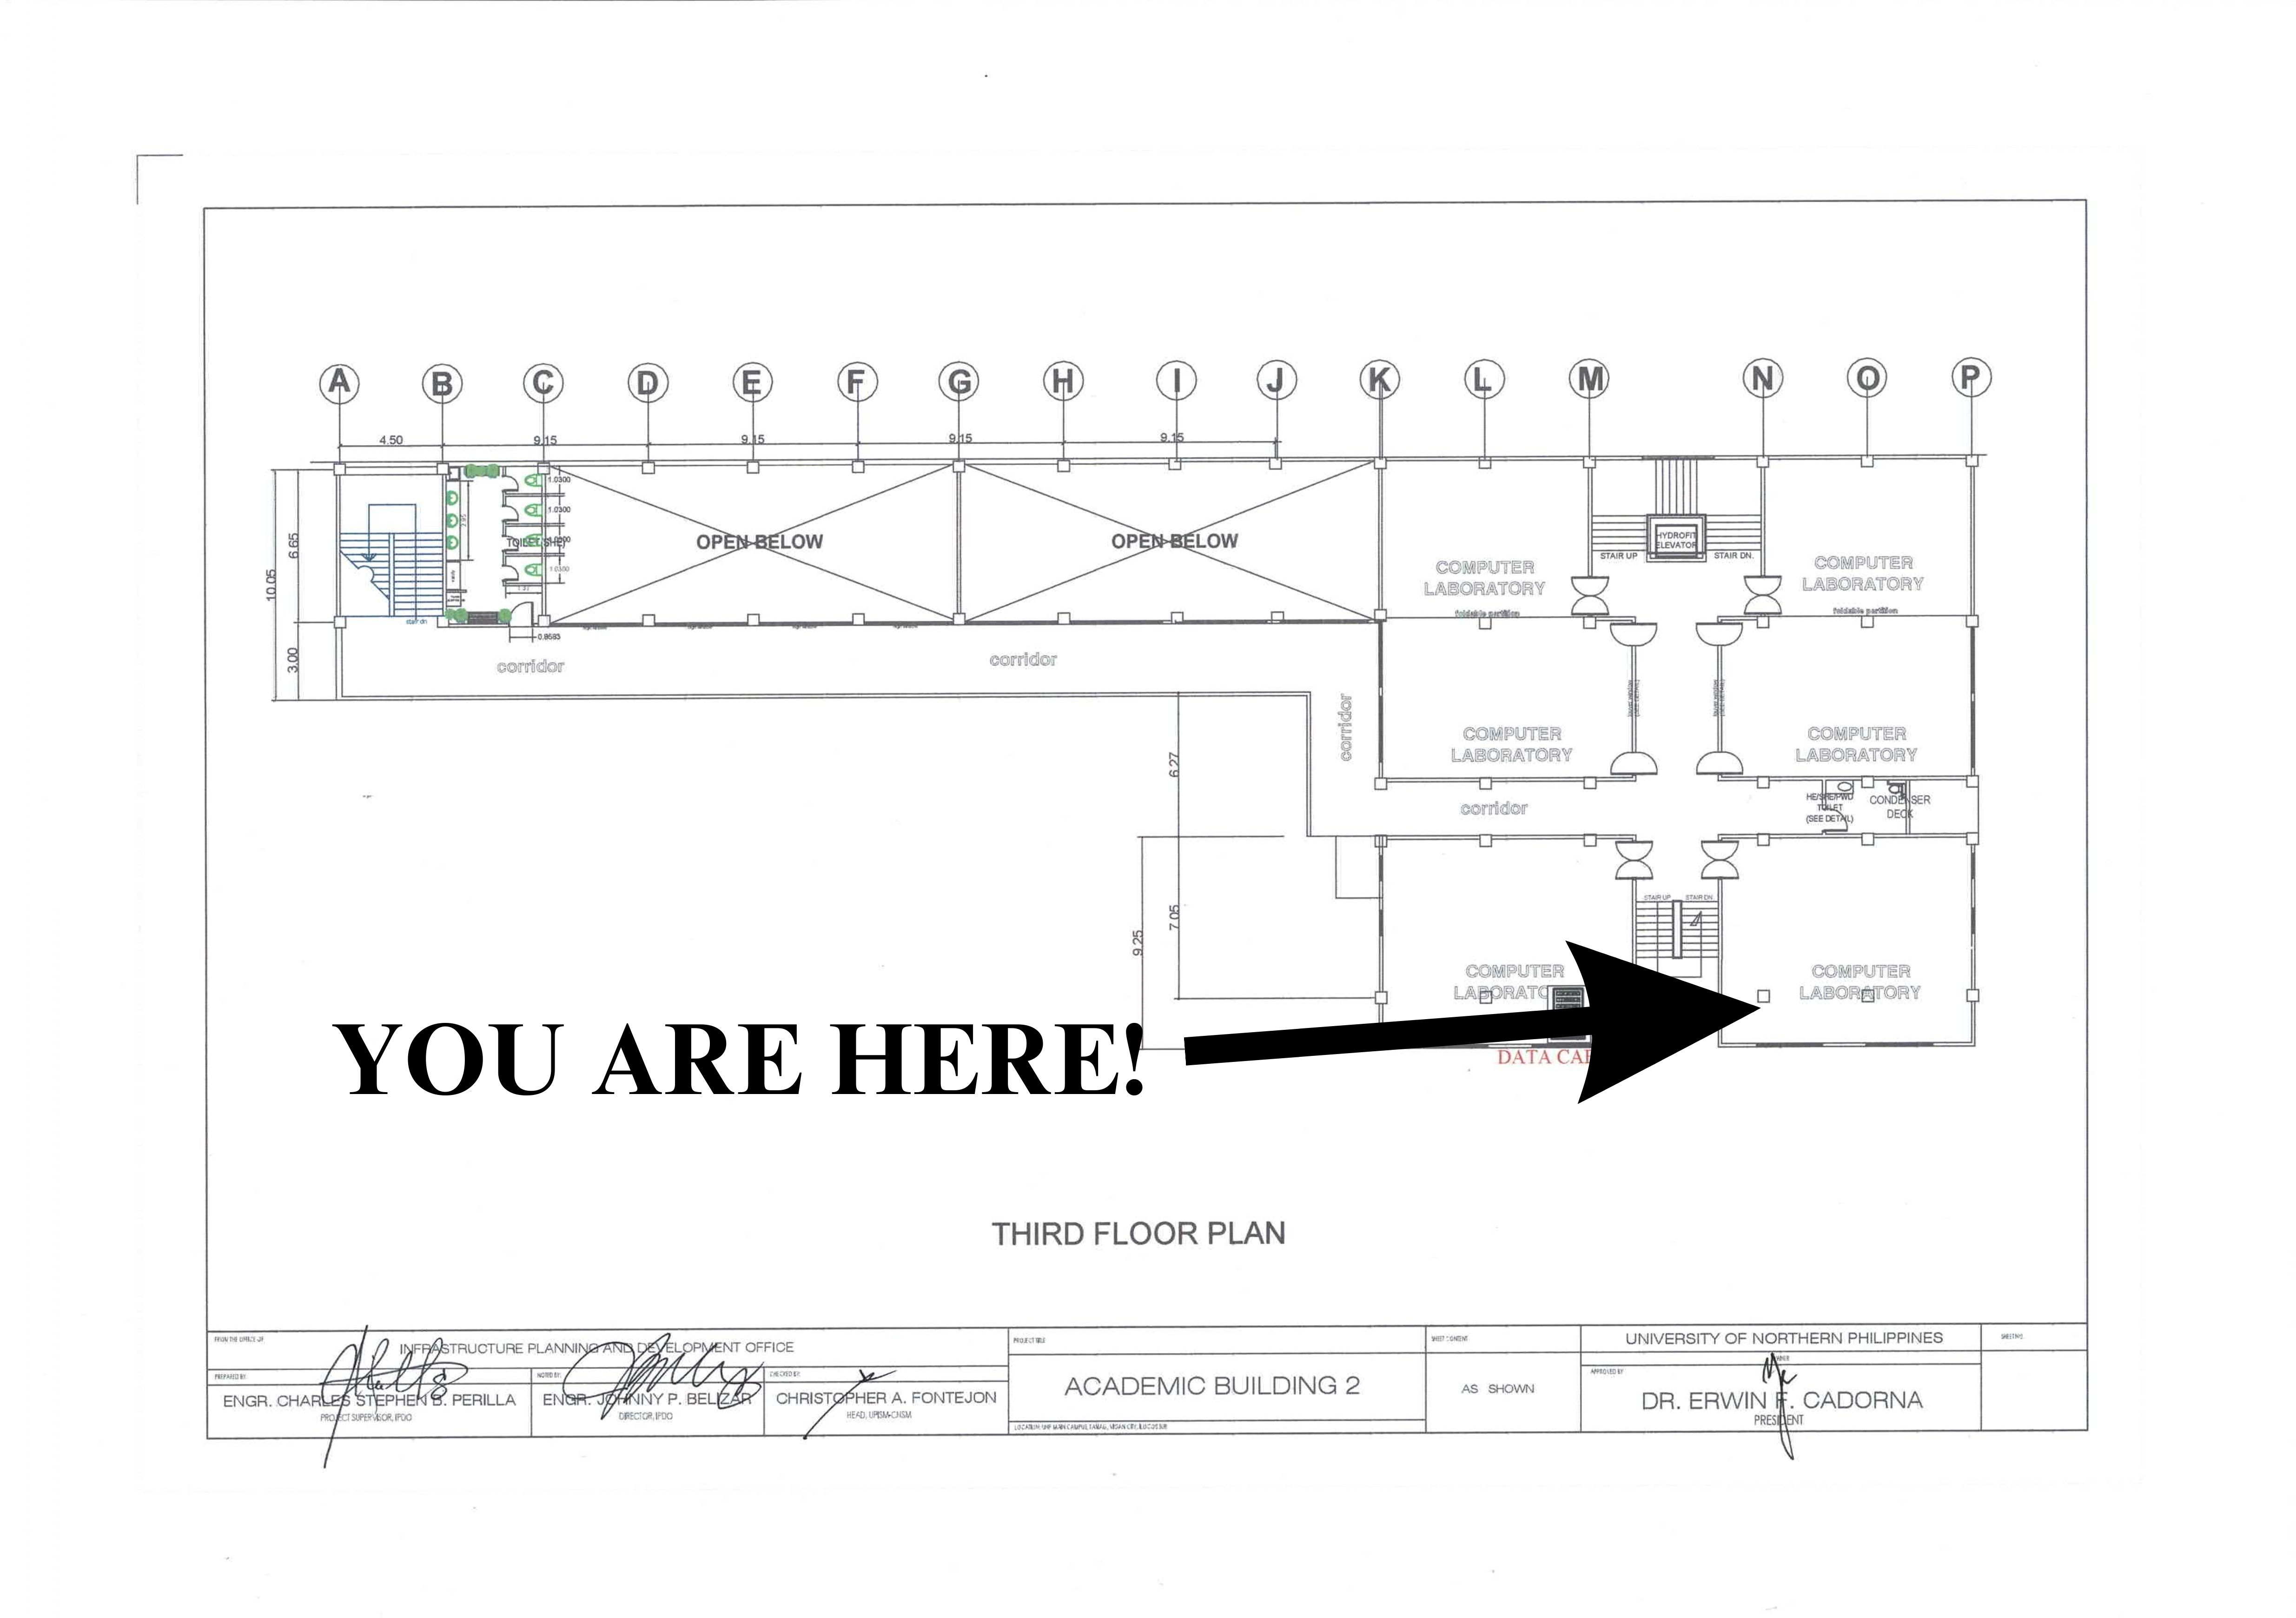 A B C D E F G H I J K L M N O P
4.50 9.15 9.15 9.15 9.15
10.05
6.65
3.00
1.0300
1.0300
1.0300
TOILET(SHE)
stair dn
0.8583
OPEN BELOW
OPEN BELOW
corridor
corridor
corridor
corridor
COMPUTER
LABORATORY
foldable partition
STAIR UP
HYDROFIT
ELEVATOR
STAIR DN.
COMPUTER
LABORATORY
foldable partition
COMPUTER
LABORATORY
COMPUTER
LABORATORY
HE/SHE/PWD
TOILET
(SEE DETAIL)
CONDENSER
DECK
6.27
7.05
9.25
STAIR UP
STAIR DN.
COMPUTER
LABORATO
COMPUTER
LABORATORY
YOU ARE HERE!
DATA CAB
THIRD FLOOR PLAN
FROM THE OFFICE OF
INFRASTRUCTURE PLANNING AND DEVELOPMENT OFFICE
PREPARED BY:
ENGR. CHARLES STEPHEN B. PERILLA
PROJECT SUPERVISOR, IPDO
NOTED BY:
ENGR. JOHNNY P. BELIZAR
DIRECTOR, IPDO
CHECKED BY:
CHRISTOPHER A. FONTEJON
HEAD, UPISM-CNSM
PROJECT TITLE
ACADEMIC BUILDING 2
LOCATION: UNP MAIN CAMPUS, TAMAG, VIGAN CITY, ILOCOS SUR
SHEET CONTENT
AS SHOWN
UNIVERSITY OF NORTHERN PHILIPPINES
OWNER
APPROVED BY
DR. ERWIN F. CADORNA
PRESIDENT
SHEET NO.